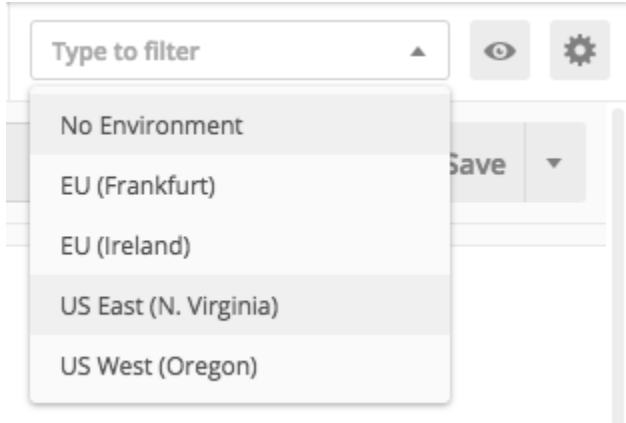 Type to filter
No Environment
Save
EU (Frankfurt)
EU (Ireland)
US East (N. Virginia)
US West (Oregon)